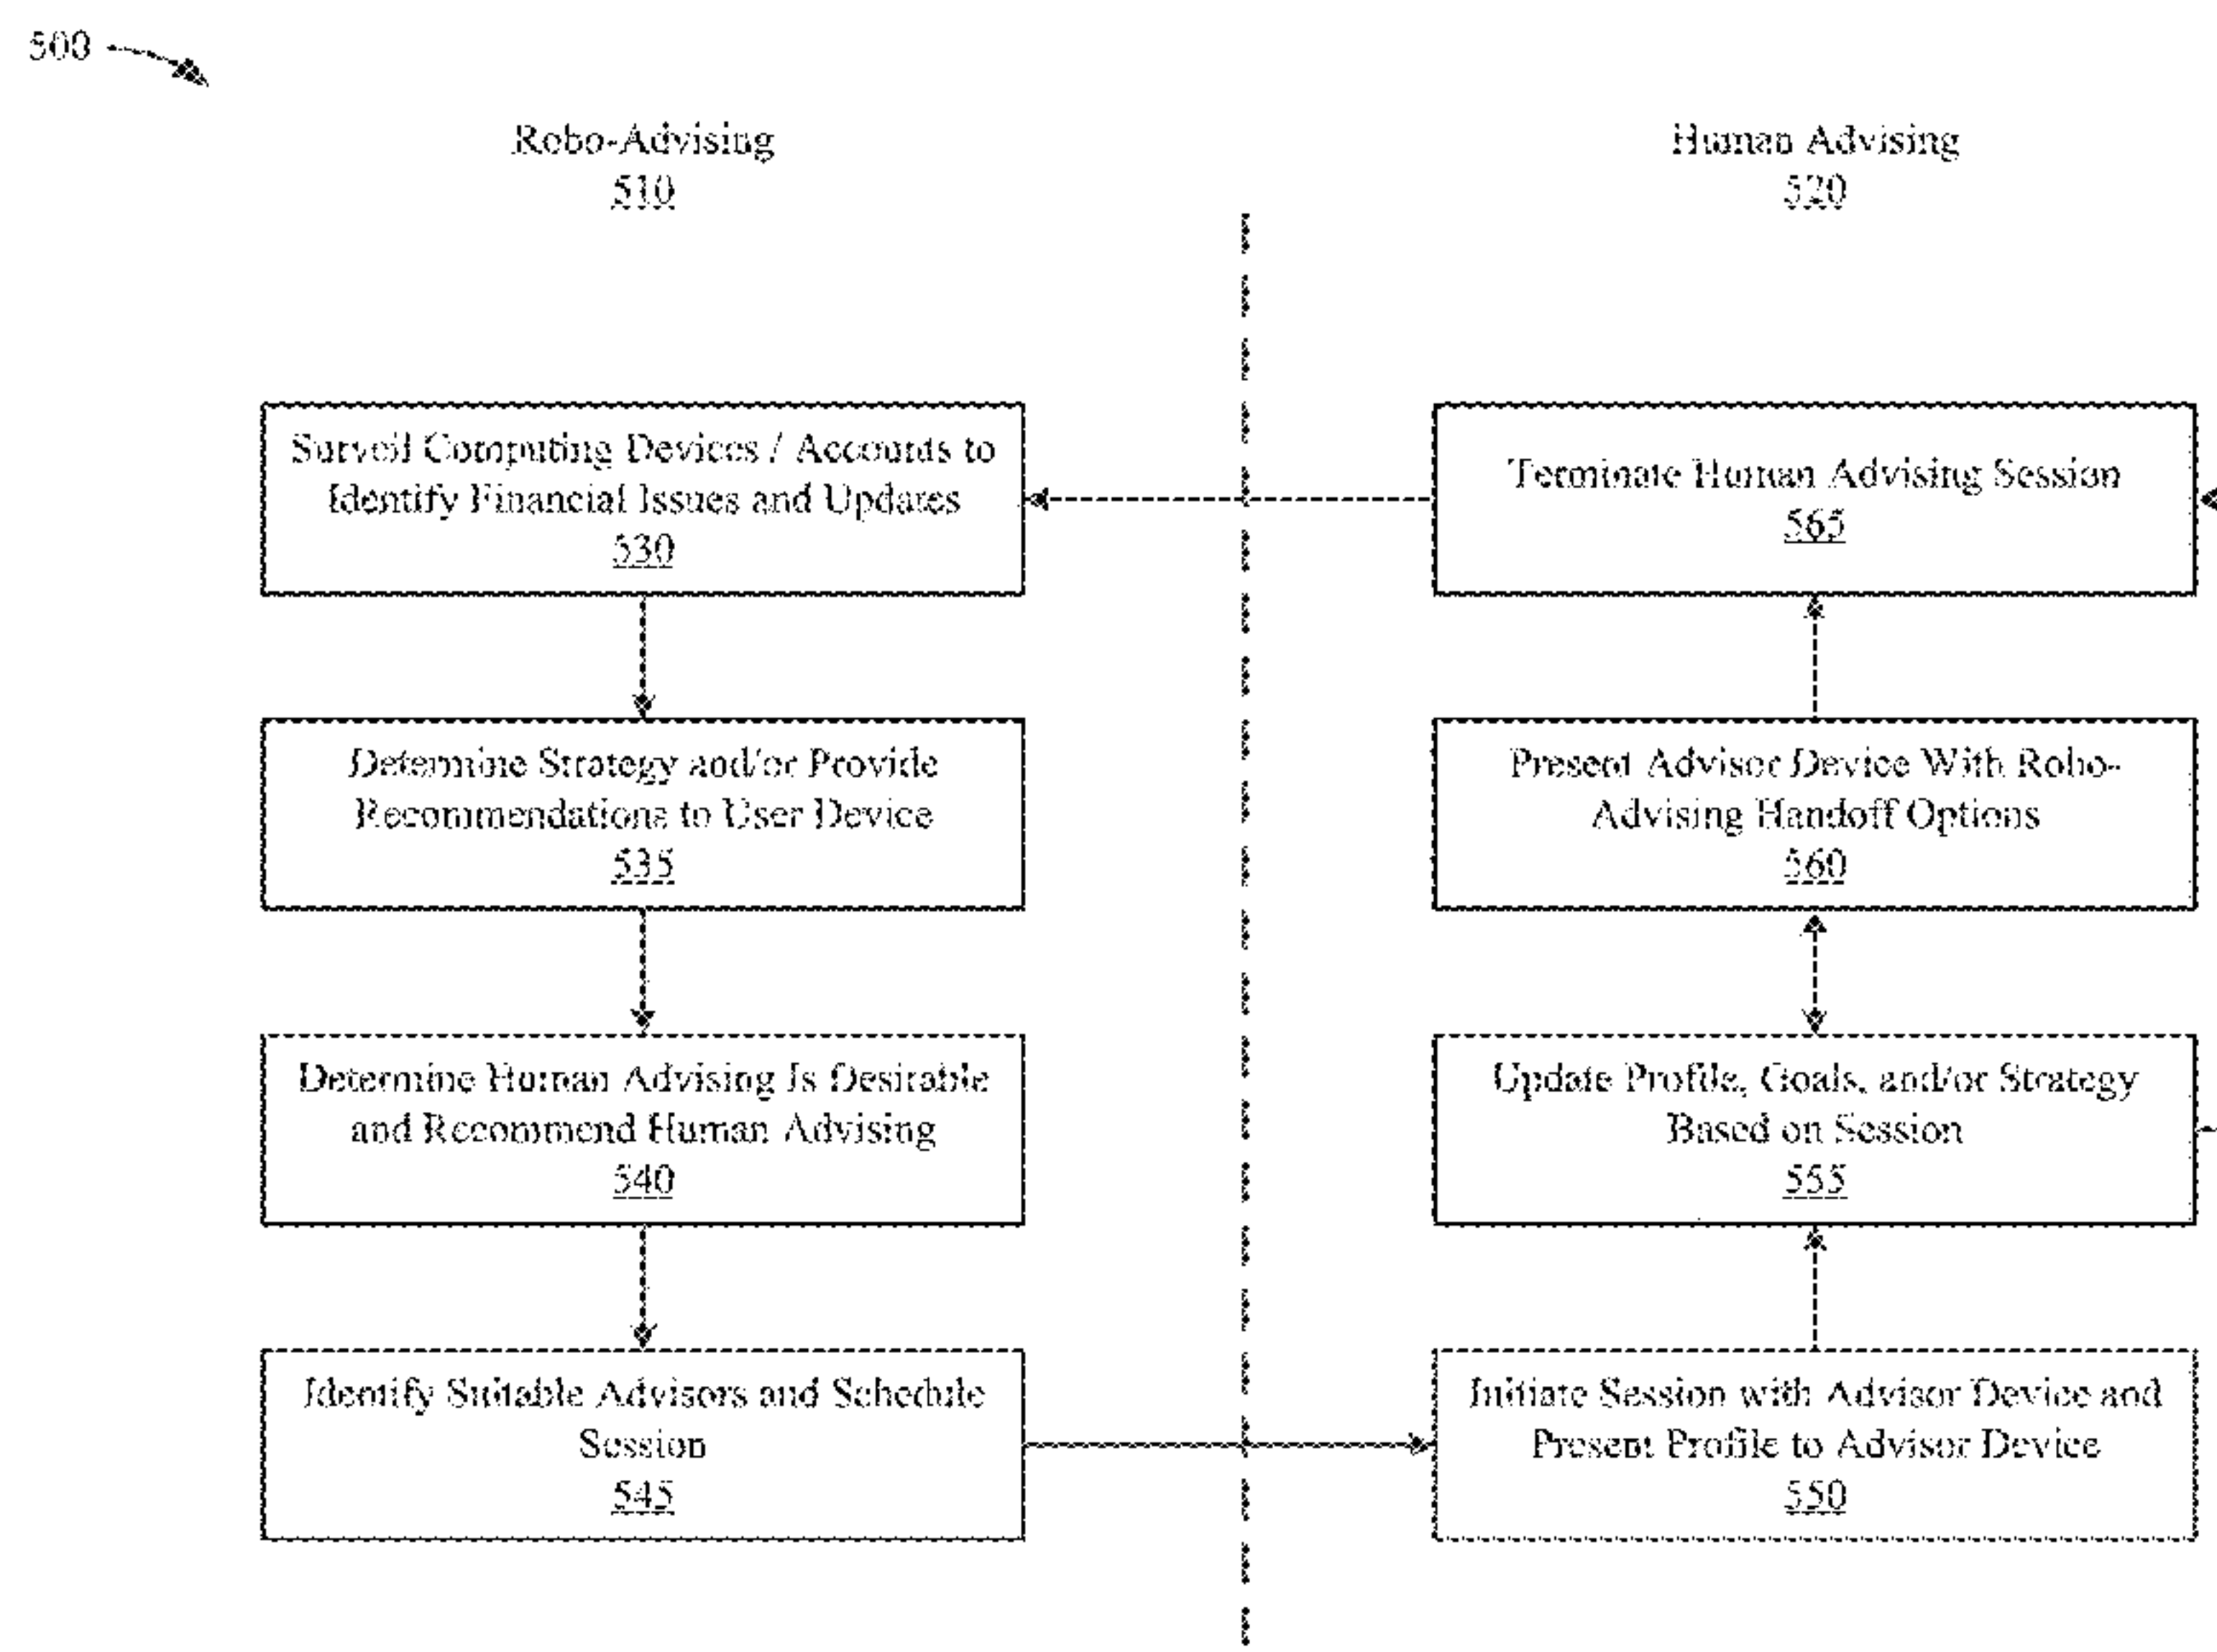 500
Robo-Advising
510
Human Advising
520
Surveil Computing Devices / Accounts to
Identify Financial Issues and Updates
530
Determine Strategy and/or Provide
Recommendations to User Device
535
Determine Human Advising Is Desirable
and Recommend Human Advising
540
Identify Suitable Advisors and Schedule
Session
545
Terminate Human Advising Session
565
Present Advisor Device With Robo-
Advising Handoff Options
560
Update Profile, Goals, and/or Strategy
Based on Session
555
Initiate Session with Advisor Device and
Present Profile to Advisor Device
550